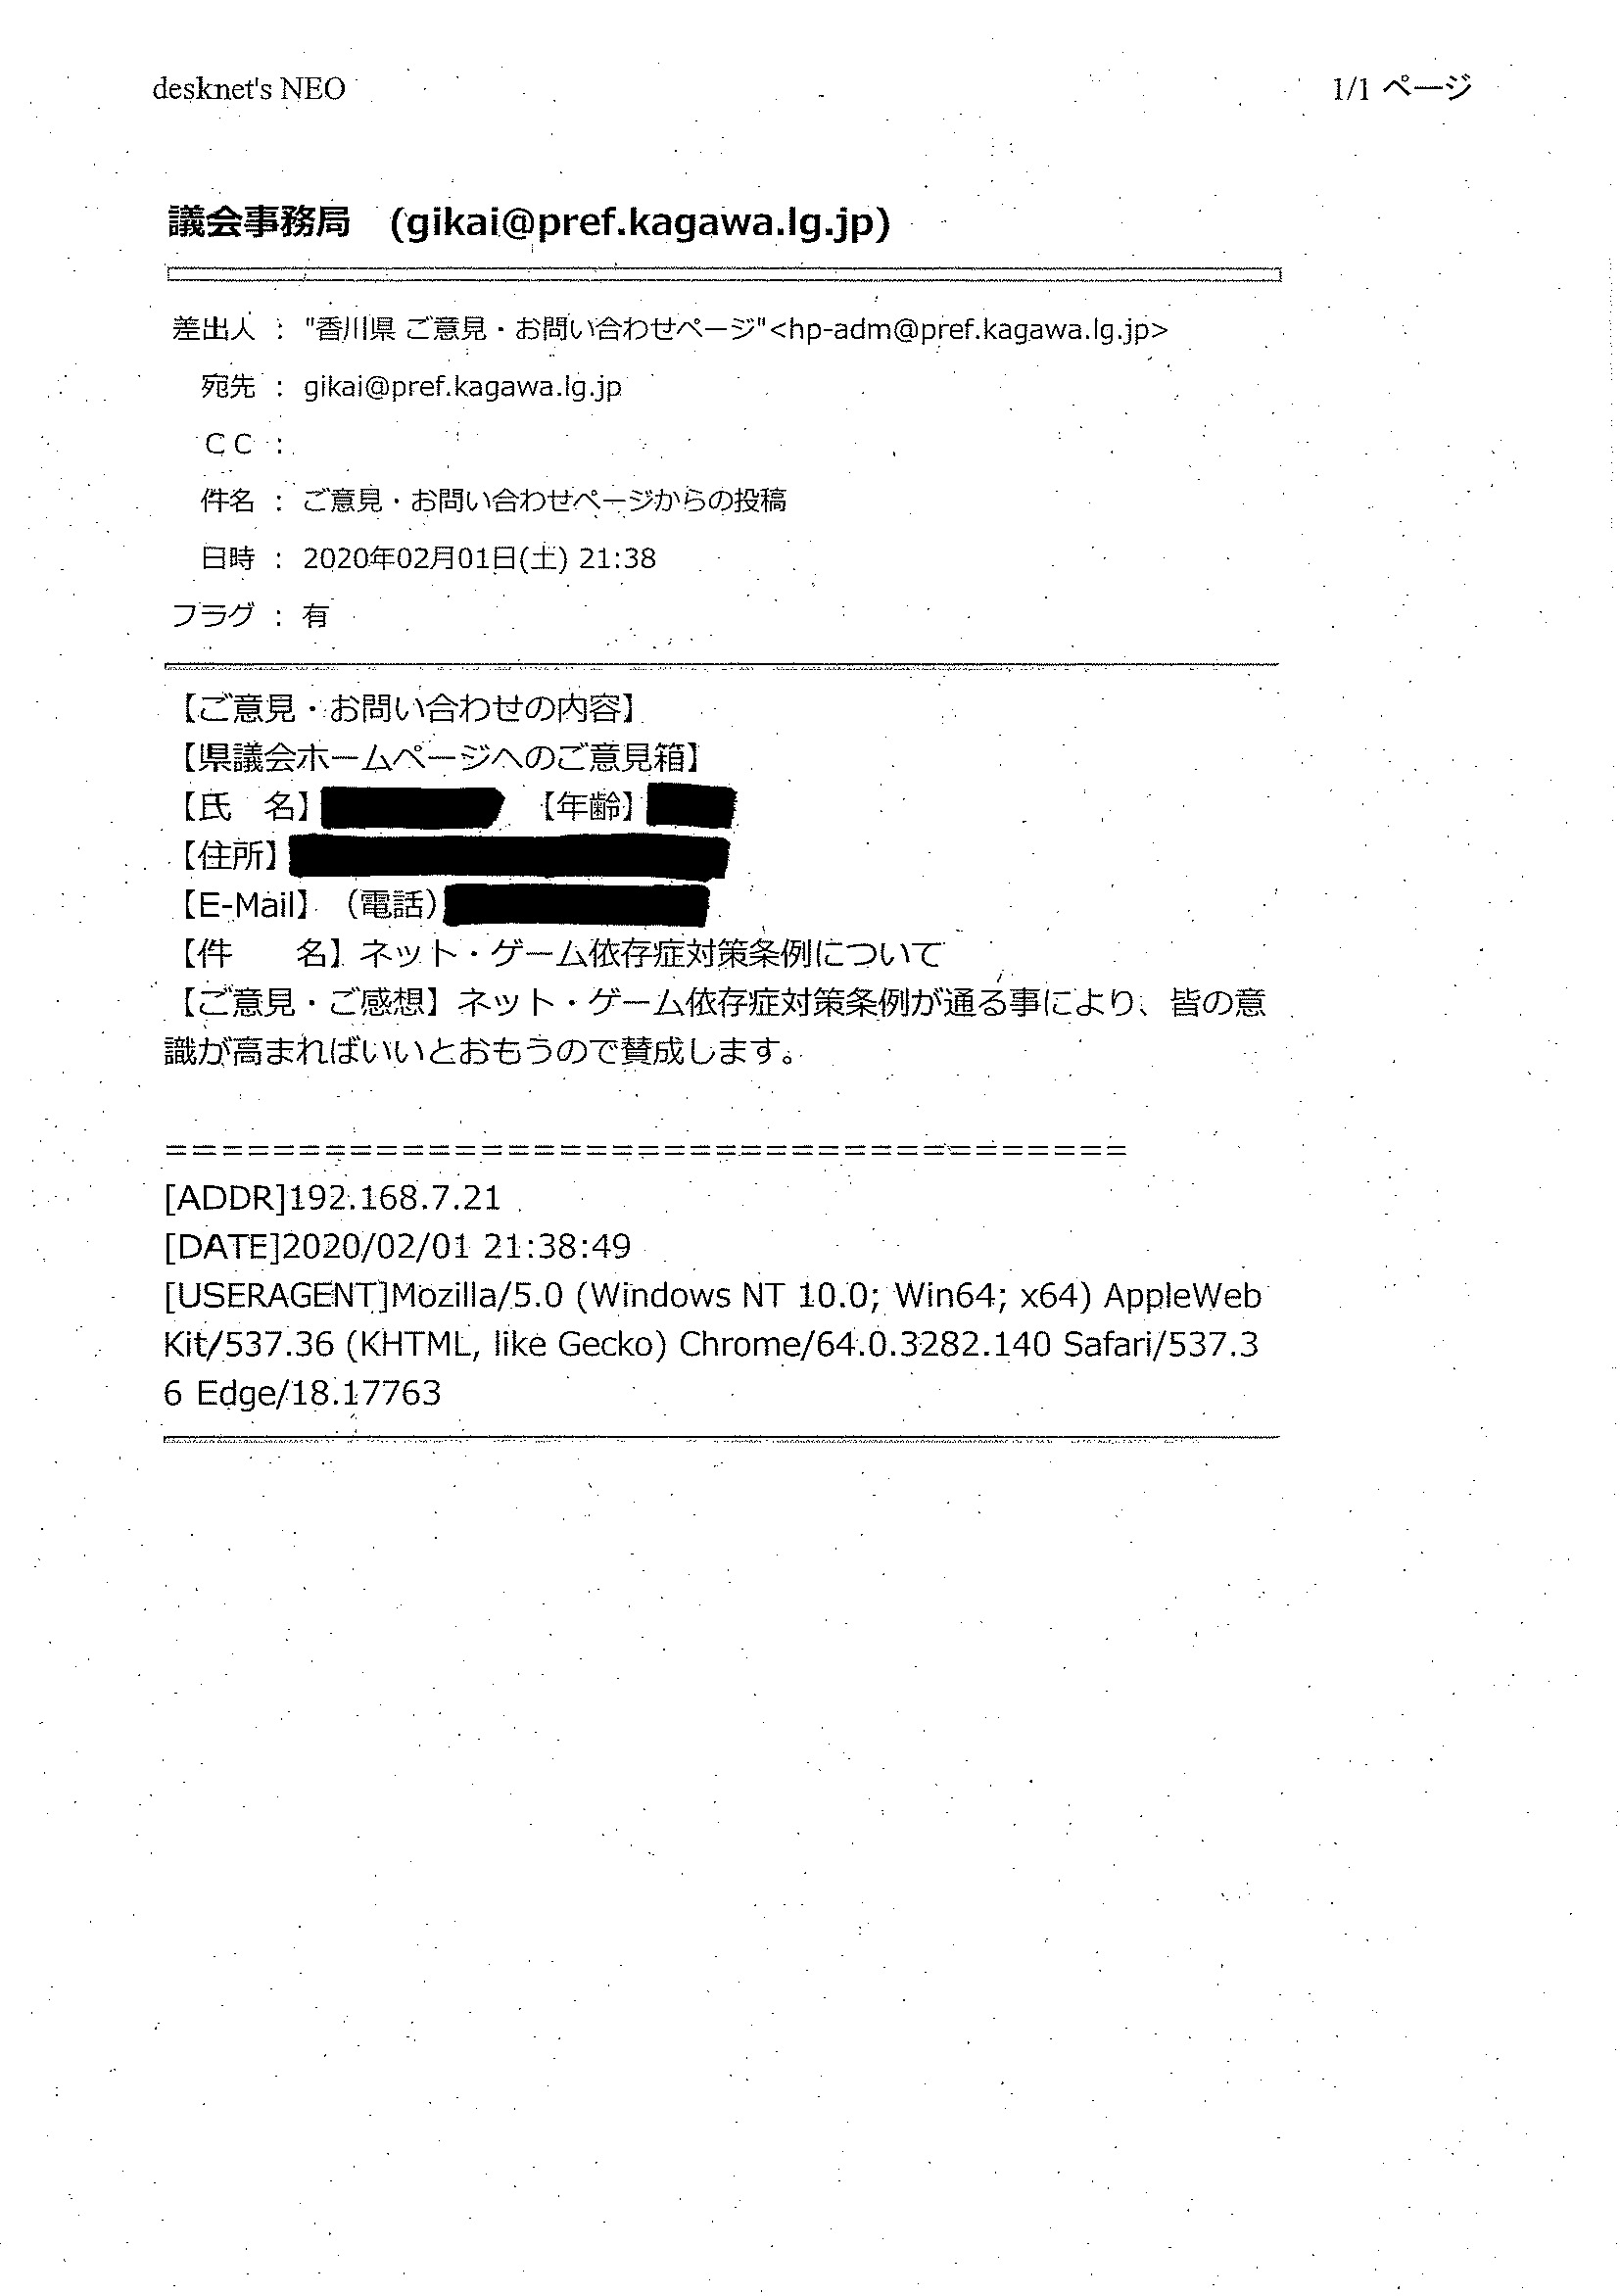 desknet's NEO
1/1 ページ
議会事務局　(gikai@pref.kagawa.lg.jp)
差出人 ： "香川県 ご意見・お問い合わせページ"<hp-adm@pref.kagawa.lg.jp>
宛先 ： gikai@pref.kagawa.lg.jp
ＣＣ ：
件名 ： ご意見・お問い合わせページからの投稿
日時 ： 2020年02月01日(土) 21:38
フラグ ： 有
【ご意見・お問い合わせの内容】
【県議会ホームページへのご意見箱】
【氏　名】　【年齢】
【住所】
【E-Mail】（電話）
【件　　名】ネット・ゲーム依存症対策条例について
【ご意見・ご感想】ネット・ゲーム依存症対策条例が通る事により、皆の意
識が高まればいいとおもうので賛成します。
=====================================
[ADDR]192.168.7.21
[DATE]2020/02/01 21:38:49
[USERAGENT]Mozilla/5.0 (Windows NT 10.0; Win64; x64) AppleWeb
Kit/537.36 (KHTML, like Gecko) Chrome/64.0.3282.140 Safari/537.3
6 Edge/18.17763